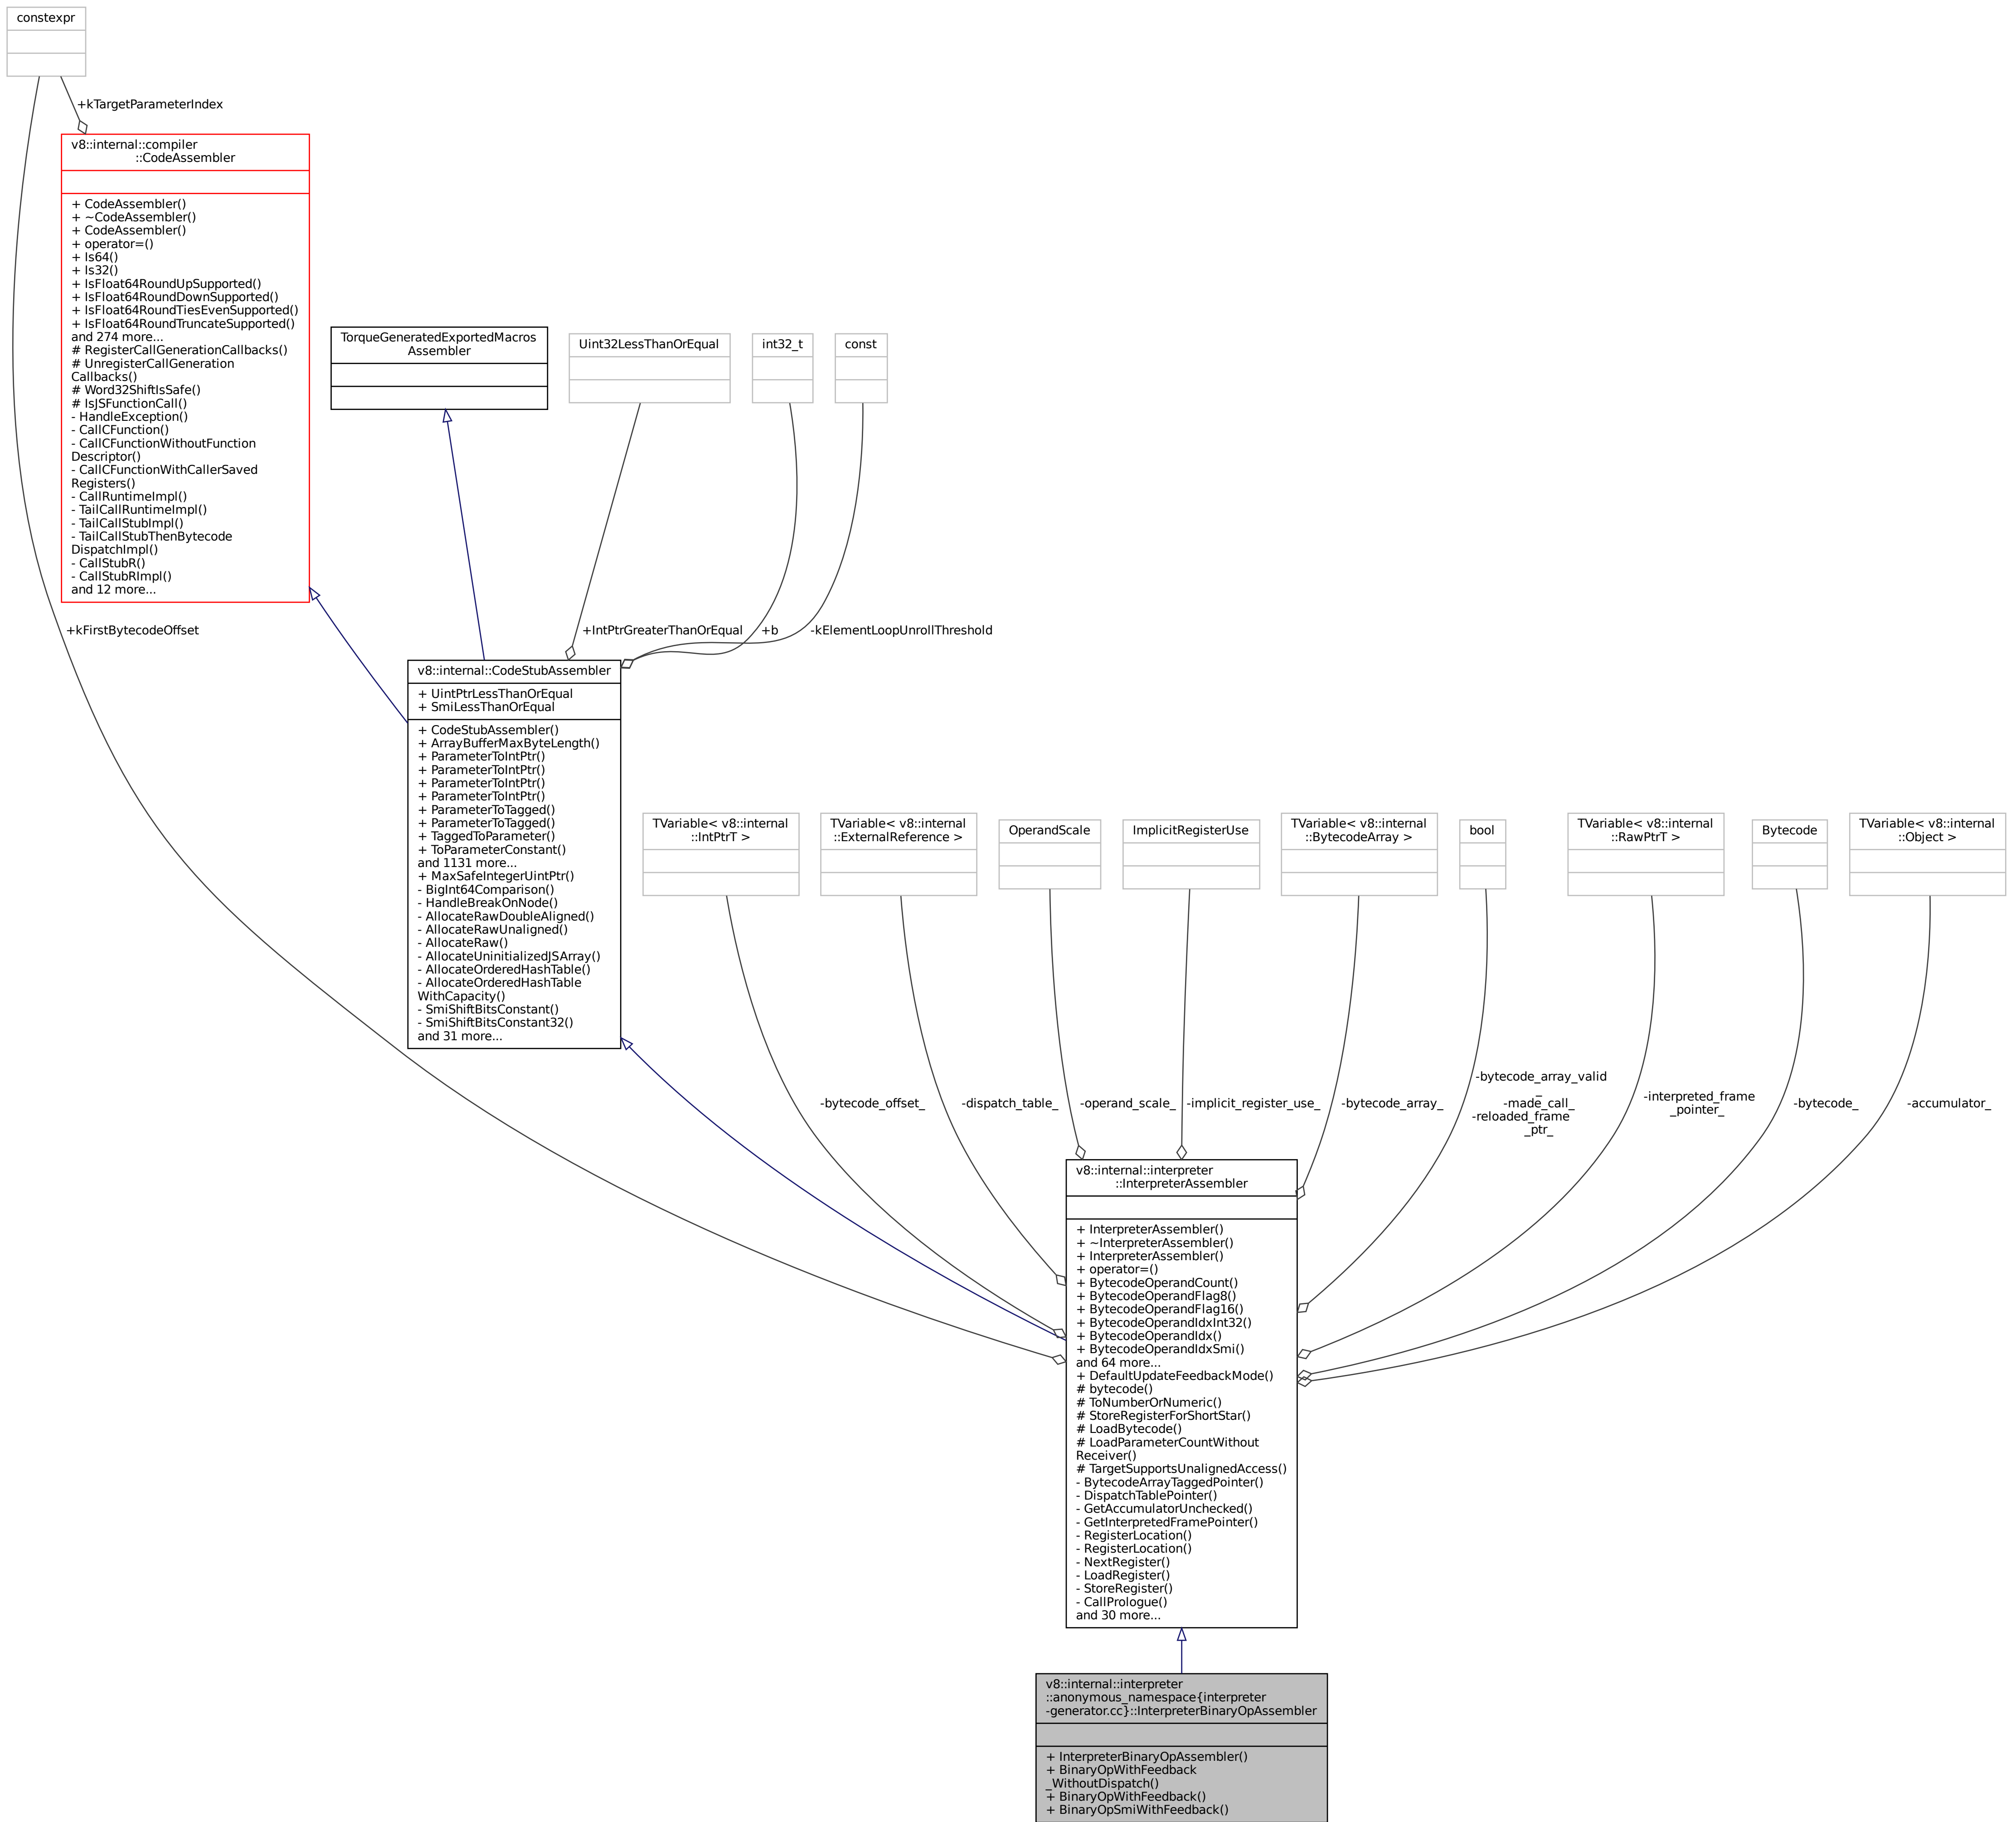 constexpr
+kTargetParameterIndex
v8::internal::compiler
::CodeAssembler
+ CodeAssembler()
+ ~CodeAssembler()
+ CodeAssembler()
+ operator=()
+ Is64()
+ Is32()
+ IsFloat64RoundUpSupported()
+ IsFloat64RoundDownSupported()
+ IsFloat64RoundTiesEvenSupported()
+ IsFloat64RoundTruncateSupported()
and 274 more...
# RegisterCallGenerationCallbacks()
# UnregisterCallGeneration
Callbacks()
# Word32ShiftIsSafe()
# IsJSFunctionCall()
- HandleException()
- CallCFunction()
- CallCFunctionWithoutFunction
Descriptor()
- CallCFunctionWithCallerSaved
Registers()
- CallRuntimeImpl()
- TailCallRuntimeImpl()
- TailCallStubImpl()
- TailCallStubThenBytecode
DispatchImpl()
- CallStubR()
- CallStubRImpl()
and 12 more...
TorqueGeneratedExportedMacros
Assembler
Uint32LessThanOrEqual
int32_t
const
+kFirstBytecodeOffset
+IntPtrGreaterThanOrEqual
+b
-kElementLoopUnrollThreshold
v8::internal::CodeStubAssembler
+ UintPtrLessThanOrEqual
+ SmiLessThanOrEqual
+ CodeStubAssembler()
+ ArrayBufferMaxByteLength()
+ ParameterToIntPtr()
+ ParameterToIntPtr()
+ ParameterToIntPtr()
+ ParameterToIntPtr()
+ ParameterToTagged()
+ ParameterToTagged()
+ TaggedToParameter()
+ ToParameterConstant()
and 1131 more...
+ MaxSafeIntegerUintPtr()
- BigInt64Comparison()
- HandleBreakOnNode()
- AllocateRawDoubleAligned()
- AllocateRawUnaligned()
- AllocateRaw()
- AllocateUninitializedJSArray()
- AllocateOrderedHashTable()
- AllocateOrderedHashTable
WithCapacity()
- SmiShiftBitsConstant()
- SmiShiftBitsConstant32()
and 31 more...
TVariable< v8::internal
::IntPtrT >
TVariable< v8::internal
::ExternalReference >
OperandScale
ImplicitRegisterUse
TVariable< v8::internal
::BytecodeArray >
bool
TVariable< v8::internal
::RawPtrT >
Bytecode
TVariable< v8::internal
::Object >
-bytecode_offset_
-dispatch_table_
-operand_scale_
-implicit_register_use_
-bytecode_array_
-bytecode_array_valid
_
-made_call_
-reloaded_frame
_ptr_
-interpreted_frame
_pointer_
-bytecode_
-accumulator_
v8::internal::interpreter
::InterpreterAssembler
+ InterpreterAssembler()
+ ~InterpreterAssembler()
+ InterpreterAssembler()
+ operator=()
+ BytecodeOperandCount()
+ BytecodeOperandFlag8()
+ BytecodeOperandFlag16()
+ BytecodeOperandIdxInt32()
+ BytecodeOperandIdx()
+ BytecodeOperandIdxSmi()
and 64 more...
+ DefaultUpdateFeedbackMode()
# bytecode()
# ToNumberOrNumeric()
# StoreRegisterForShortStar()
# LoadBytecode()
# LoadParameterCountWithout
Receiver()
# TargetSupportsUnalignedAccess()
- BytecodeArrayTaggedPointer()
- DispatchTablePointer()
- GetAccumulatorUnchecked()
- GetInterpretedFramePointer()
- RegisterLocation()
- RegisterLocation()
- NextRegister()
- LoadRegister()
- StoreRegister()
- CallPrologue()
and 30 more...
v8::internal::interpreter
::anonymous_namespace{interpreter
-generator.cc}::InterpreterBinaryOpAssembler
+ InterpreterBinaryOpAssembler()
+ BinaryOpWithFeedback
_WithoutDispatch()
+ BinaryOpWithFeedback()
+ BinaryOpSmiWithFeedback()